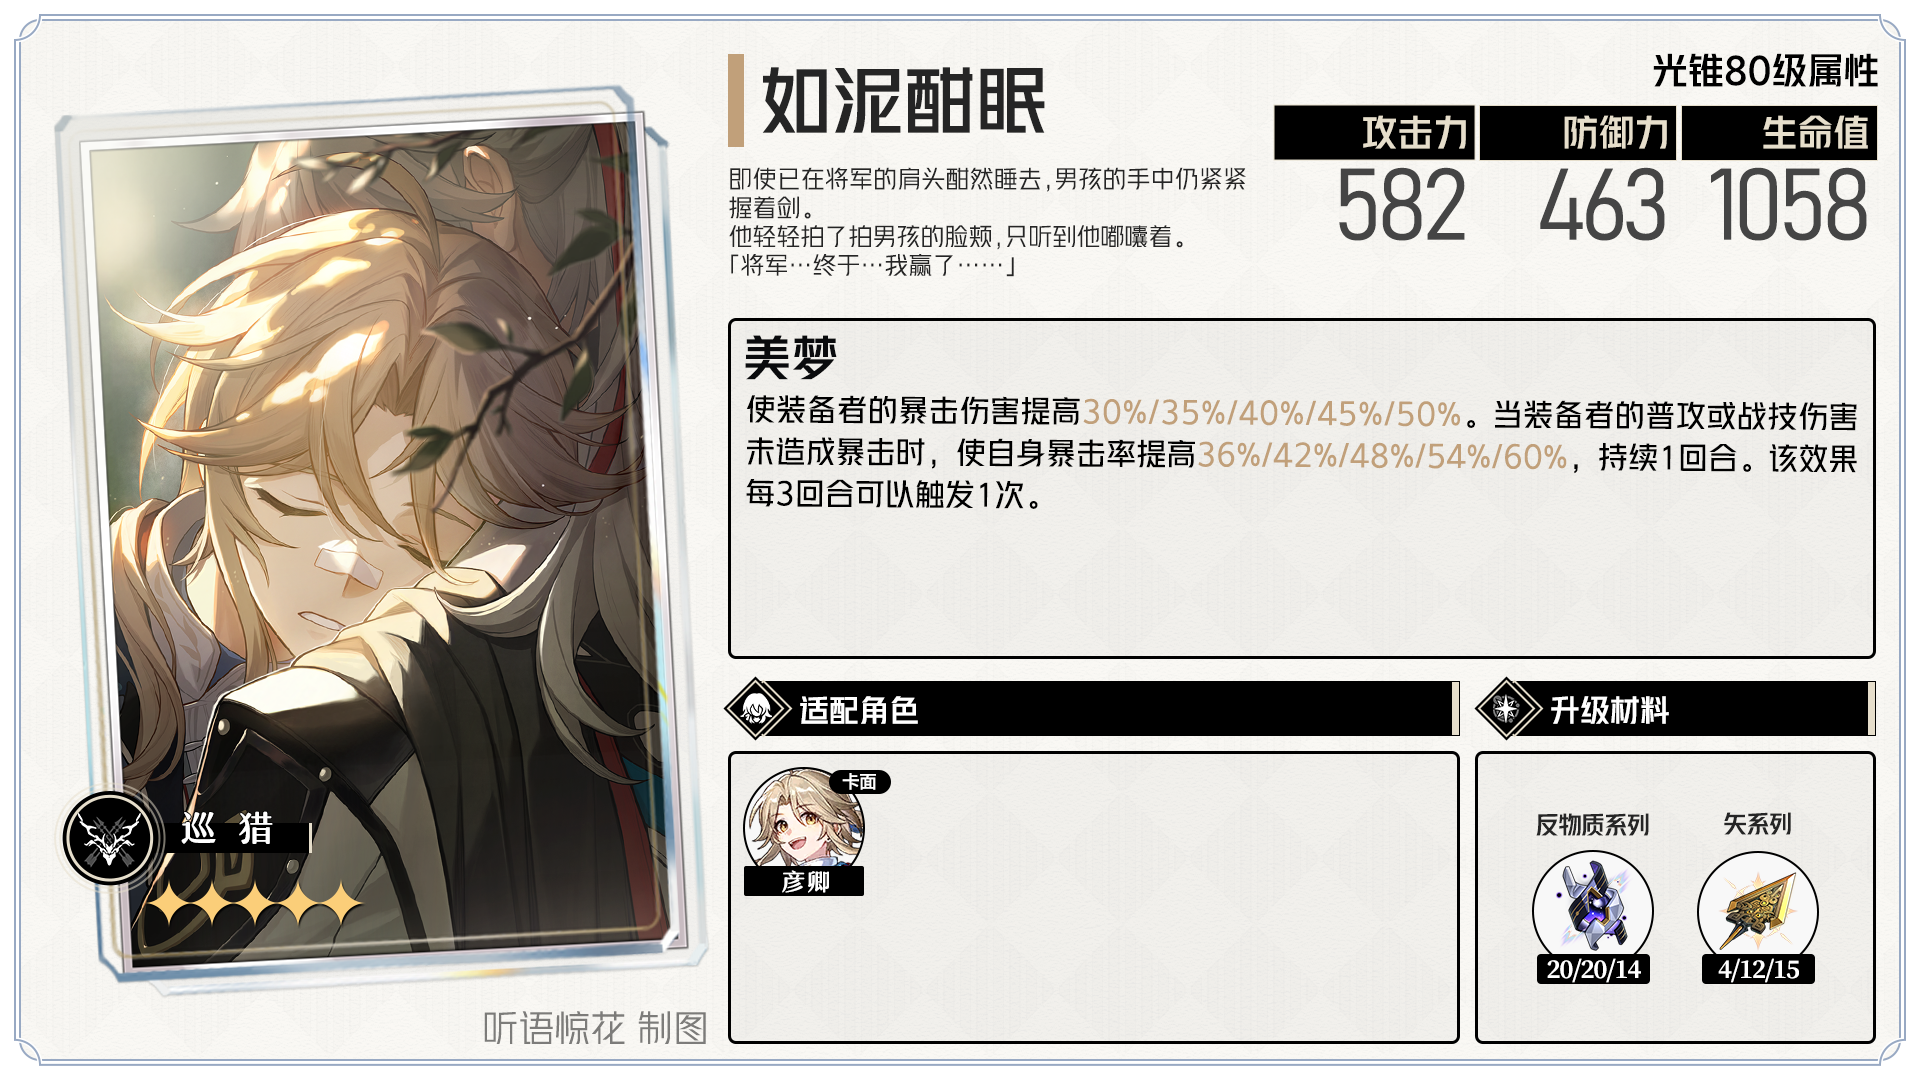 如泥酣眠
即使已在将军的肩头酣然睡去,男孩的手中仍紧紧
握着剑。
他轻轻拍了拍男孩的脸颊,只听到他嘟囔着。
「将军…终于…我赢了……」
光锥80级属性
攻击力 防御力 生命值
582 463 1058
美梦
使装备者的暴击伤害提高30%/35%/40%/45%/50%。当装备者的普攻或战技伤害
未造成暴击时，使自身暴击率提高36%/42%/48%/54%/60%，持续1回合。该效果
每3回合可以触发1次。
巡 猎
适配角色
卡面
彦卿
升级材料
反物质系列 矢系列
20/20/14 4/12/15
听语惊花 制图